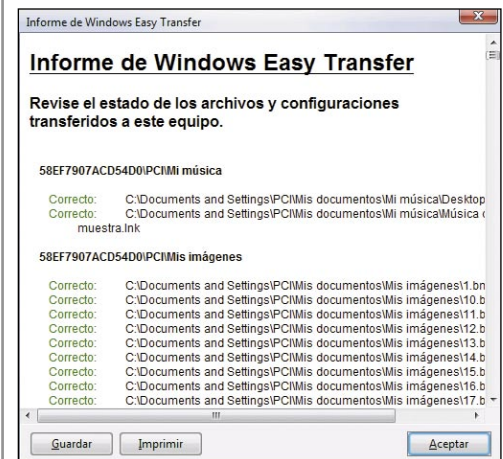 Informe de Windows Easy Transfer
Informe de Windows Easy Transfer
Revise el estado de los archivos y configuraciones
transferidos a este equipo.
58EF7907ACD54D0\PCI\Mi música
Correcto: C:\Documents and Settings\PCI\Mis documentos\Mi música\Desktop
Correcto: C:\Documents and Settings\PCI\Mis documentos\Mi música\Música
muestra.lnk
58EF7907ACD54D0\PCI\Mis imágenes
Correcto: C:\Documents and Settings\PCI\Mis documentos\Mis imágenes\1.bm
Correcto: C:\Documents and Settings\PCI\Mis documentos\Mis imágenes\10.b
Correcto: C:\Documents and Settings\PCI\Mis documentos\Mis imágenes\11.b
Correcto: C:\Documents and Settings\PCI\Mis documentos\Mis imágenes\12.b
Correcto: C:\Documents and Settings\PCI\Mis documentos\Mis imágenes\13.b
Correcto: C:\Documents and Settings\PCI\Mis documentos\Mis imágenes\14.b
Correcto: C:\Documents and Settings\PCI\Mis documentos\Mis imágenes\15.b
Correcto: C:\Documents and Settings\PCI\Mis documentos\Mis imágenes\16.b
Correcto: C:\Documents and Settings\PCI\Mis documentos\Mis imágenes\17.b
Guardar Imprimir Aceptar